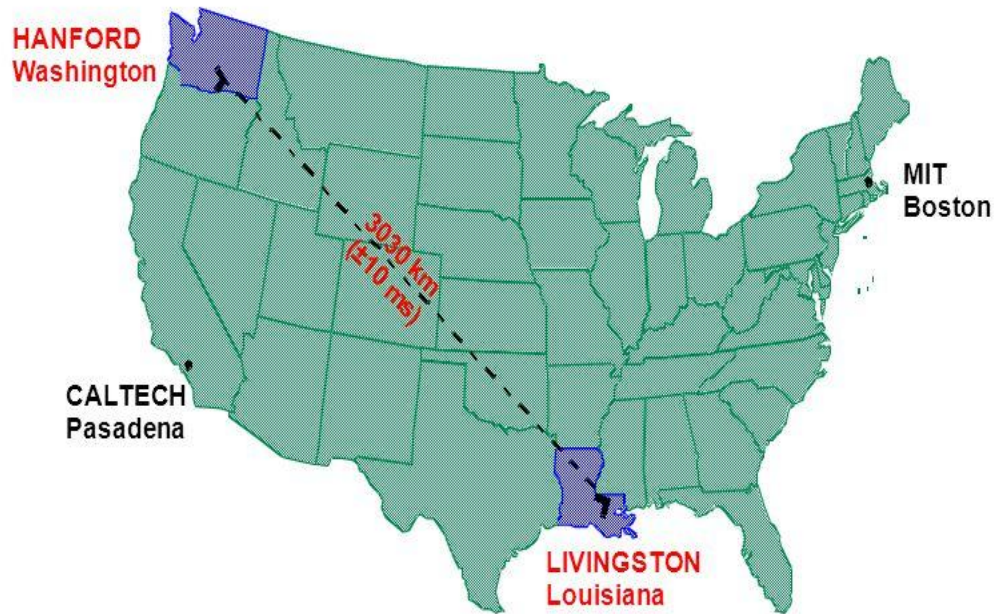 HANFORD
Washington
3030 km
(±10 ms)
MIT
Boston
CALTECH
Pasadena
LIVINGSTON
Louisiana